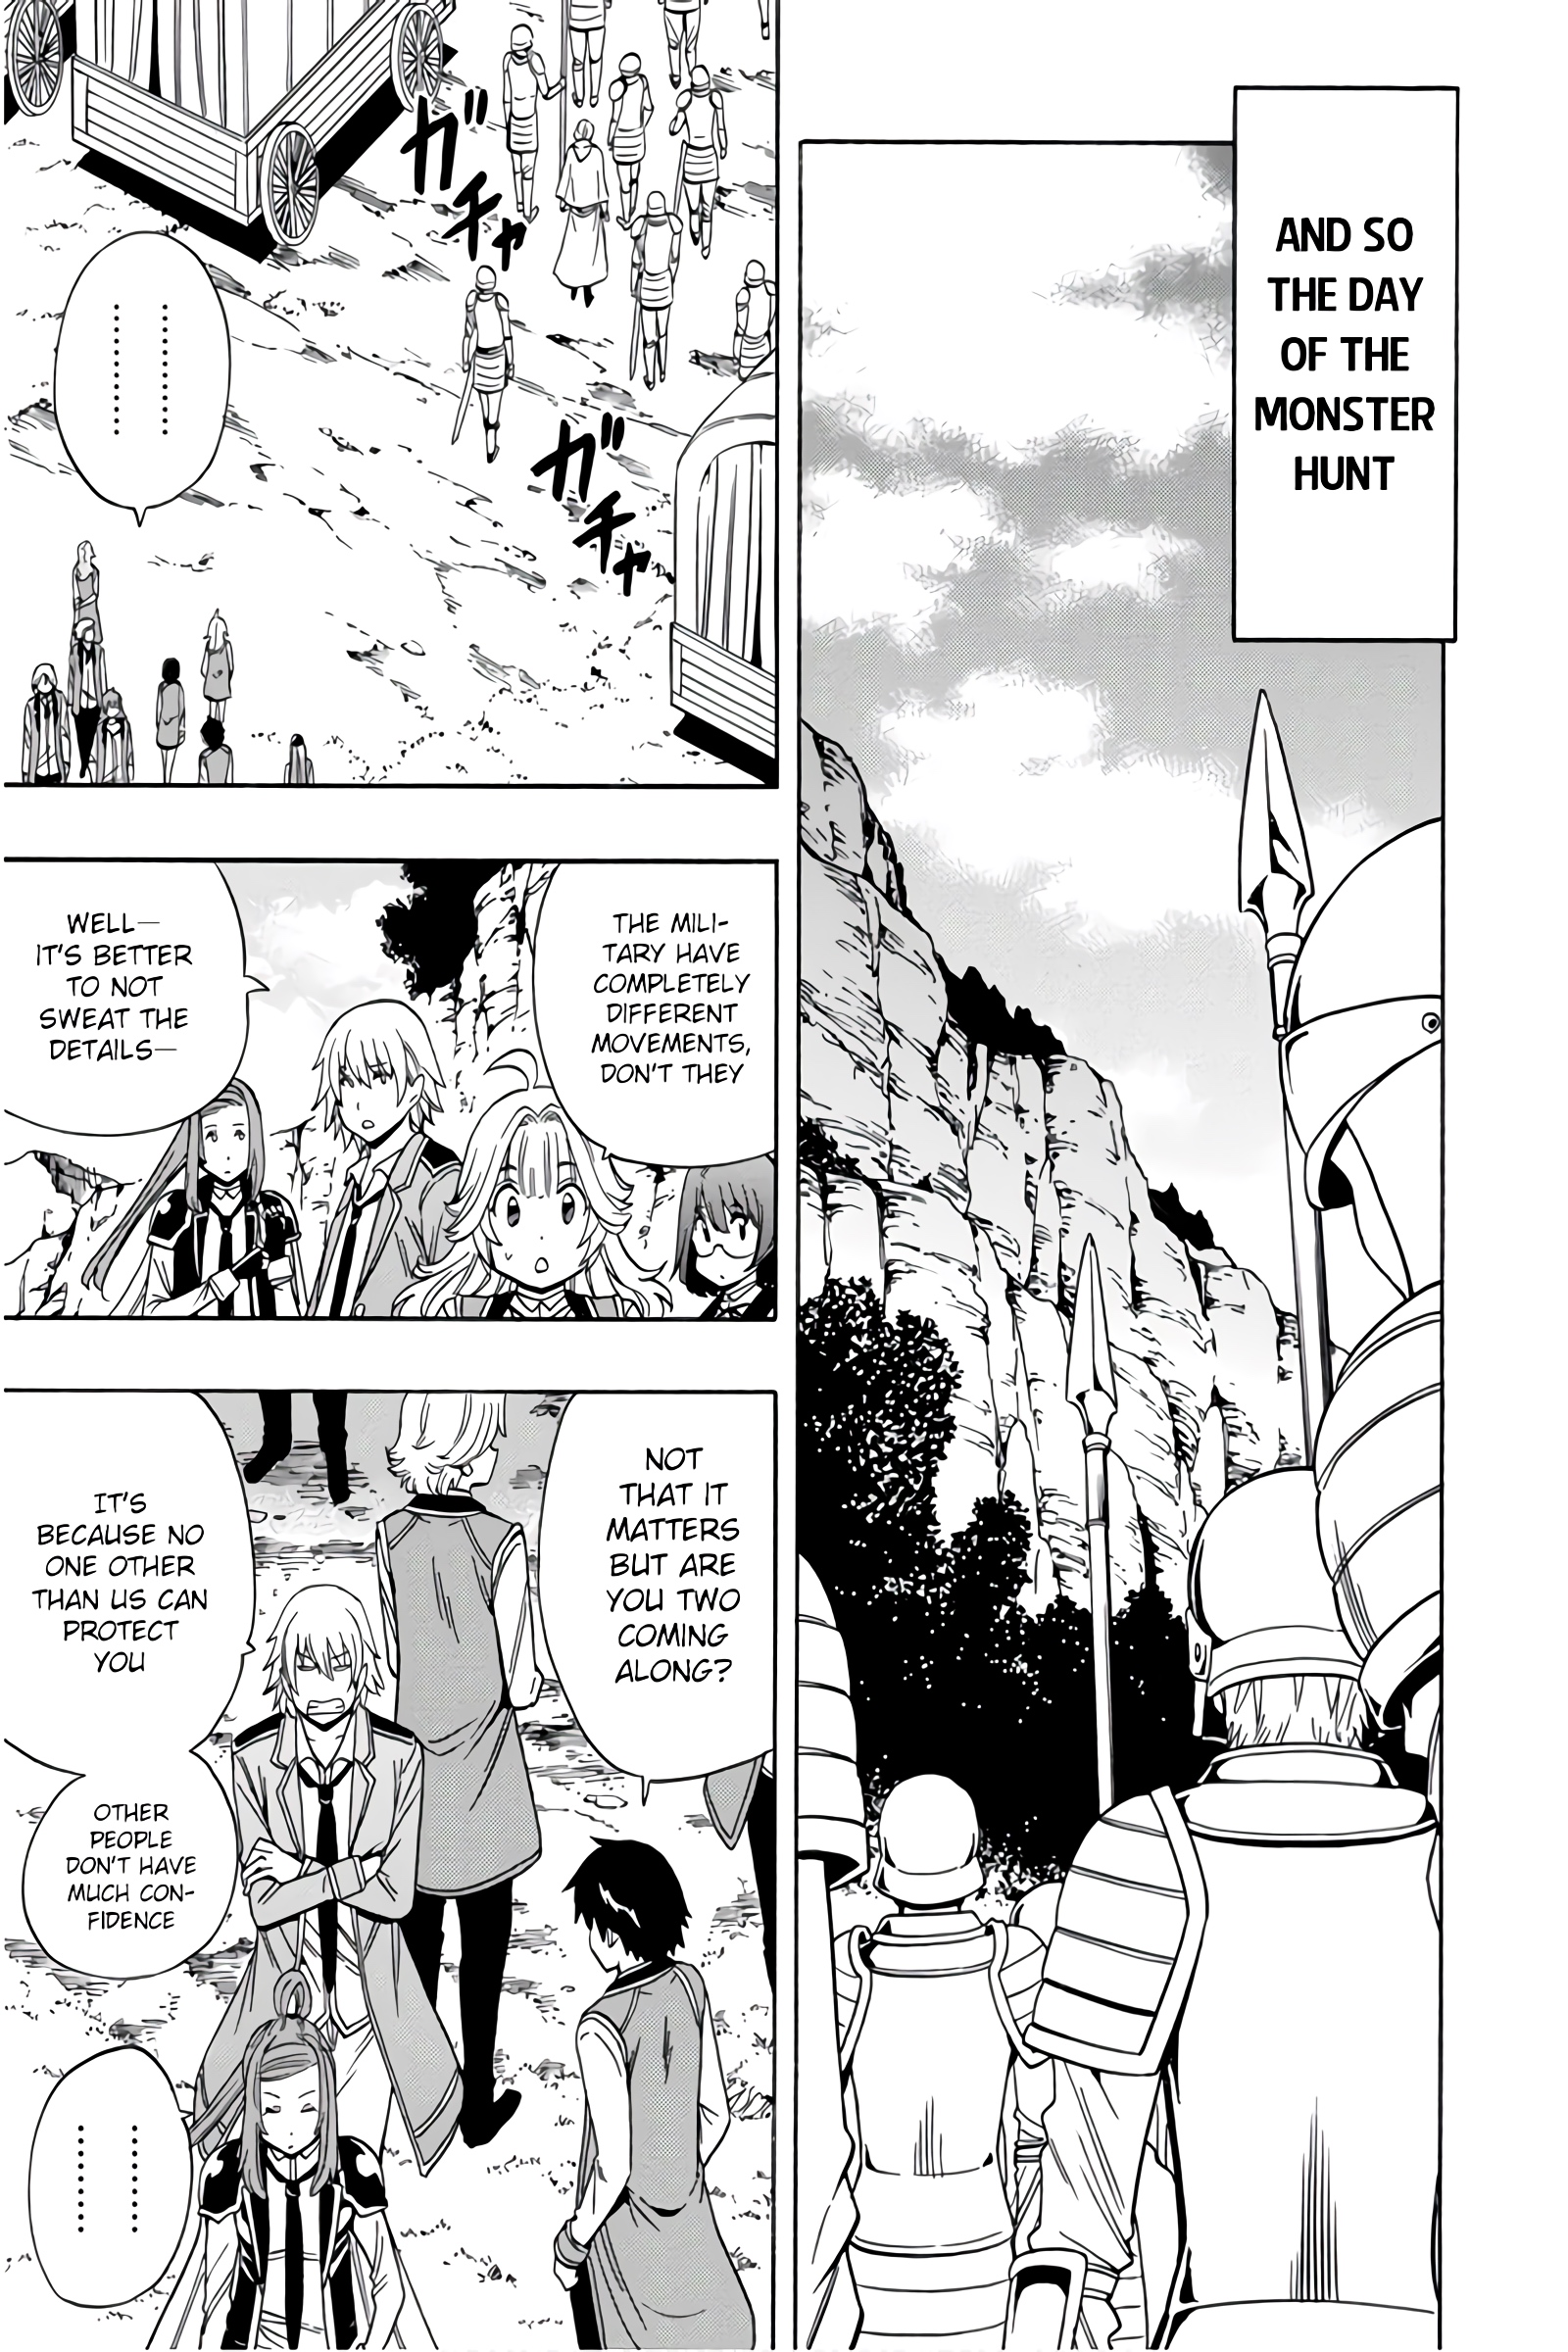 AND SO
THE DAY
OF THE
MONSTER
HUNT
ガチャ
ガチャ
THE MILI-
TARY HAVE
COMPLETELY
DIFFERENT
MOVEMENTS,
DON'T THEY
WELL—
IT'S BETTER
TO NOT
SWEAT THE
DETAILS—
NOT
THAT IT
MATTERS
BUT ARE
YOU TWO
COMING
ALONG?
IT'S
BECAUSE NO
ONE OTHER
THAN US CAN
PROTECT
YOU
OTHER
PEOPLE
DON'T HAVE
MUCH CON-
FIDENCE